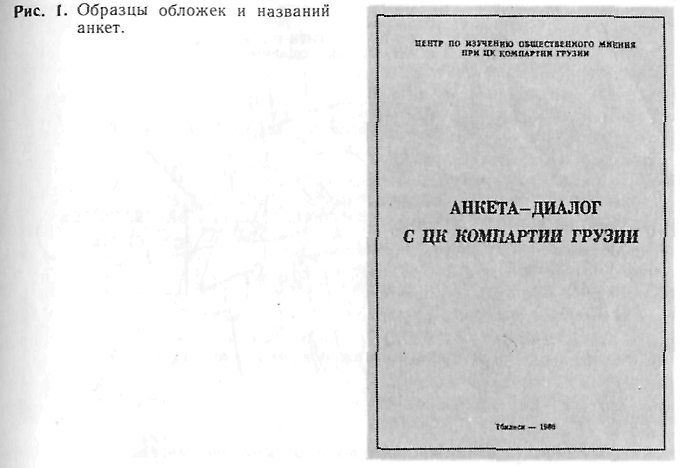 Рис. 1. Образцы обложек и названий
анкет.
ЦЕНТР ПО ИЗУЧЕНИЮ ОБЩЕСТВЕННОГО МНЕНИЯ
ПРИ ЦК КОМПАРТИИ ГРУЗИИ
АНКЕТА—ДИАЛОГ
С ЦК КОМПАРТИИ ГРУЗИИ
Тбилиси — 1986